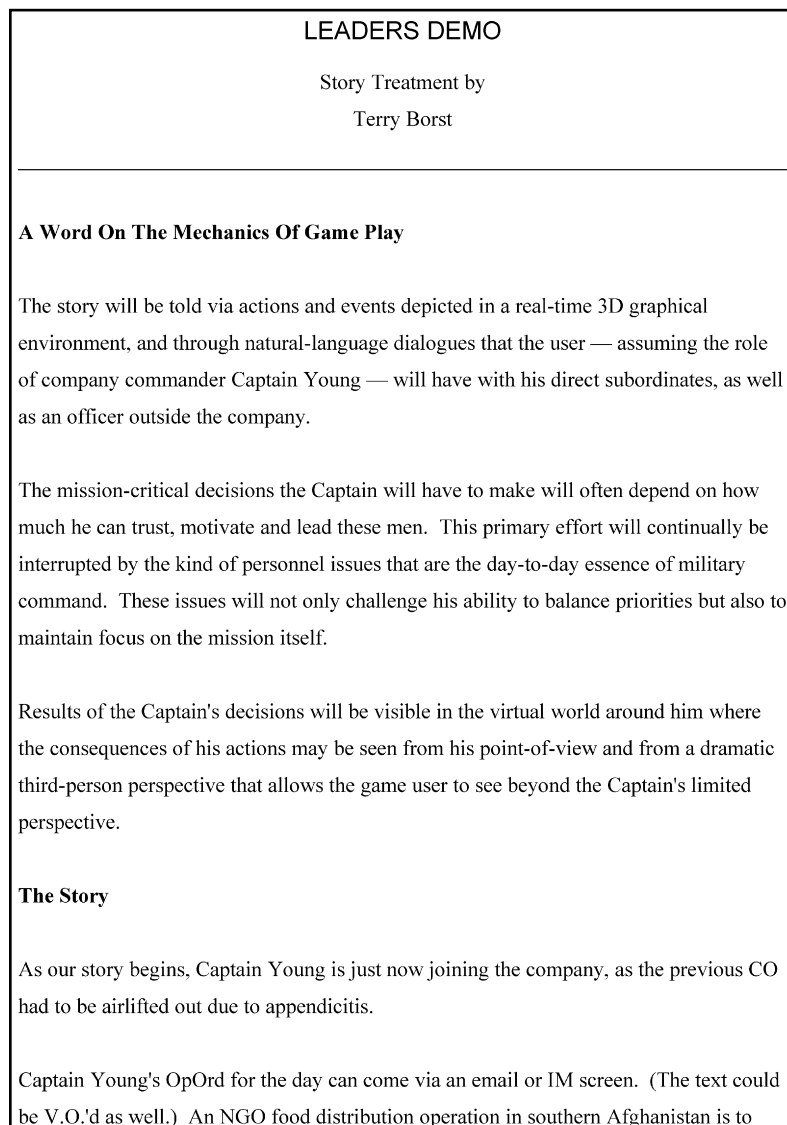 LEADERS DEMO
Story Treatment by
Terry Borst
A Word On The Mechanics Of Game Play
The story will be told via actions and events depicted in a real-time 3D graphical
environment, and through natural-language dialogues that the user — assuming the role
of company commander Captain Young — will have with his direct subordinates, as well
as an officer outside the company.
The mission-critical decisions the Captain will have to make will often depend on how
much he can trust, motivate and lead these men.  This primary effort will continually be
interrupted by the kind of personnel issues that are the day-to-day essence of military
command.  These issues will not only challenge his ability to balance priorities but also to
maintain focus on the mission itself.
Results of the Captain's decisions will be visible in the virtual world around him where
the consequences of his actions may be seen from his point-of-view and from a dramatic
third-person perspective that allows the game user to see beyond the Captain's limited
perspective.
The Story
As our story begins, Captain Young is just now joining the company, as the previous CO
had to be airlifted out due to appendicitis.
Captain Young's OpOrd for the day can come via an email or IM screen.  (The text could
be V.O.'d as well.)  An NGO food distribution operation in southern Afghanistan is to